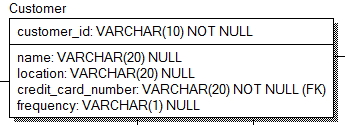 Customer
customer_id: VARCHAR(10) NOT NULL
name: VARCHAR(20) NULL
location: VARCHAR(20) NULL
credit_card_number: VARCHAR(20) NOT NULL (FK)
frequency: VARCHAR(1) NULL